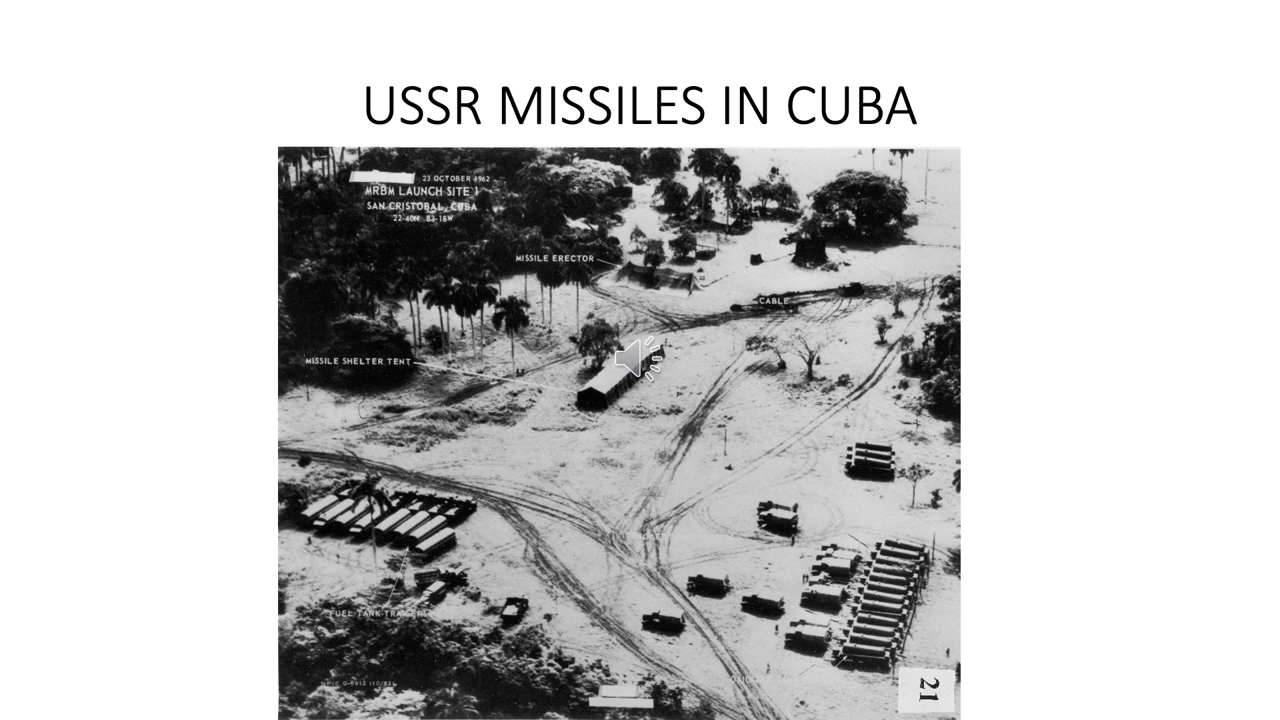 USSR MISSILES IN CUBA
23 OCTOBER 1962
MRBM LAUNCH SITE 1
SAN CRISTOBAL, CUBA
22-40N 83-18W
MISSILE ERECTOR
CABLE
MISSILE SHELTER TENT
FUEL TANK TRAILERS
21